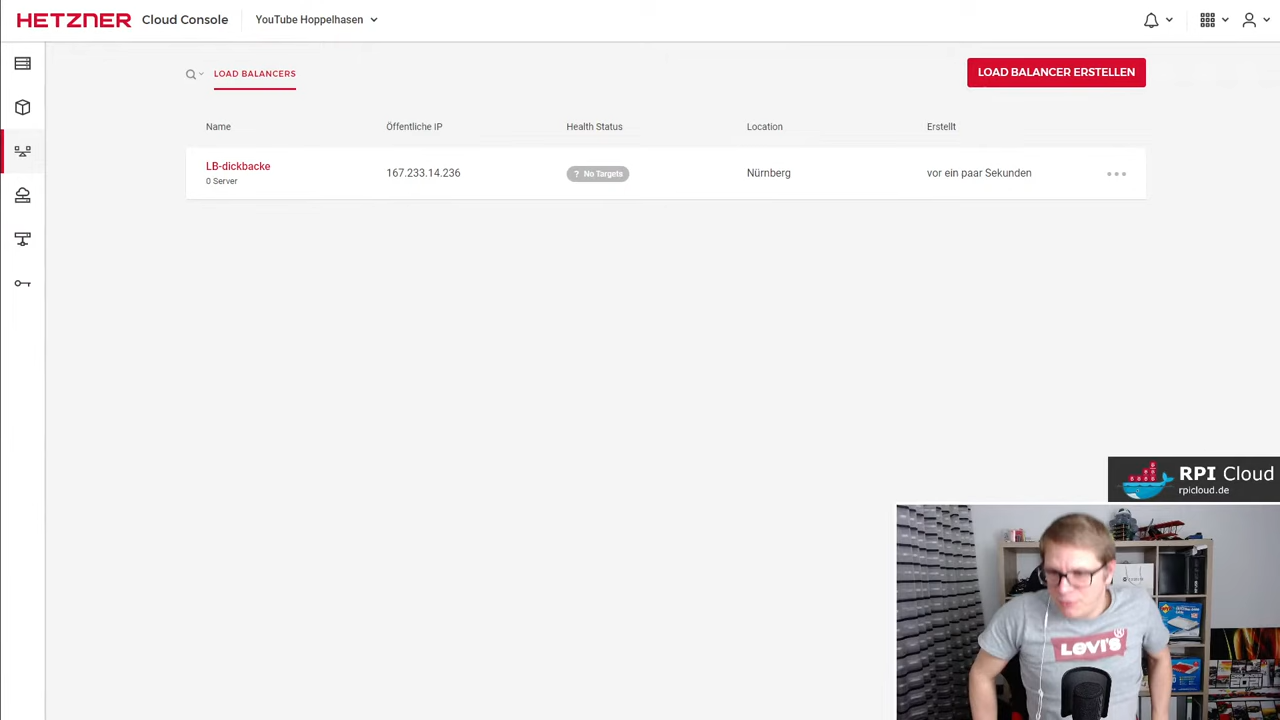 HETZNER Cloud Console YouTube Hoppelhasen
LOAD BALANCERS
LOAD BALANCER ERSTELLEN
Name Öffentliche IP Health Status Location Erstellt
LB-dickbacke
0 Server
167.233.14.236
? No Targets
Nürnberg
vor ein paar Sekunden
RPI Cloud
rpicloud.de
LEVI'S